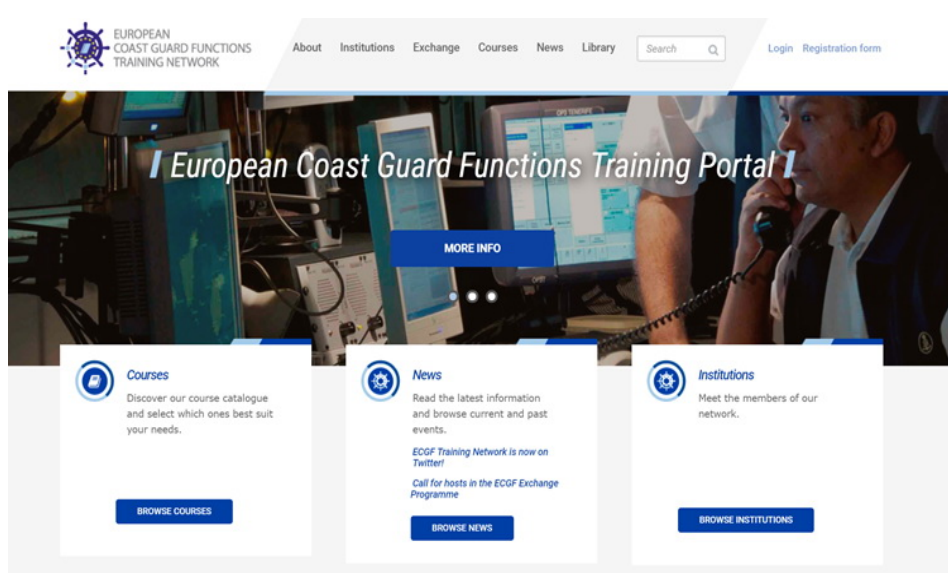 EUROPEAN
COAST GUARD FUNCTIONS
TRAINING NETWORK
About Institutions Exchange Courses News Library
Search
Login Registration form
European Coast Guard Functions Training Portal
MORE INFO
Courses
Discover our course catalogue
and select which ones best suit
your needs.
BROWSE COURSES
News
Read the latest information
and browse current and past
events.
ECGF Training Network is now on
Twitter!
Call for hosts in the ECGF Exchange
Programme
BROWSE NEWS
Institutions
Meet the members of our
network.
BROWSE INSTITUTIONS